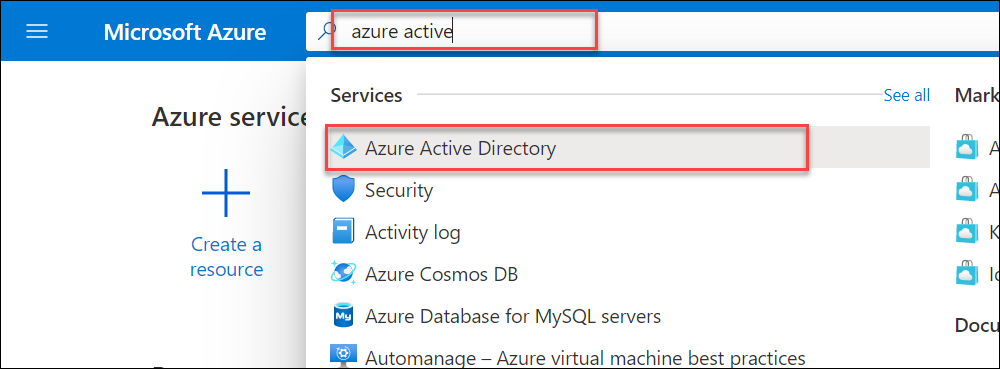 Microsoft Azure
azure active
Services
See all
Mark
Azure service
Azure Active Directory
Security
Create a
resource
Activity log
Azure Cosmos DB
Azure Database for MySQL servers
My
Docu
Automanage – Azure virtual machine best practices